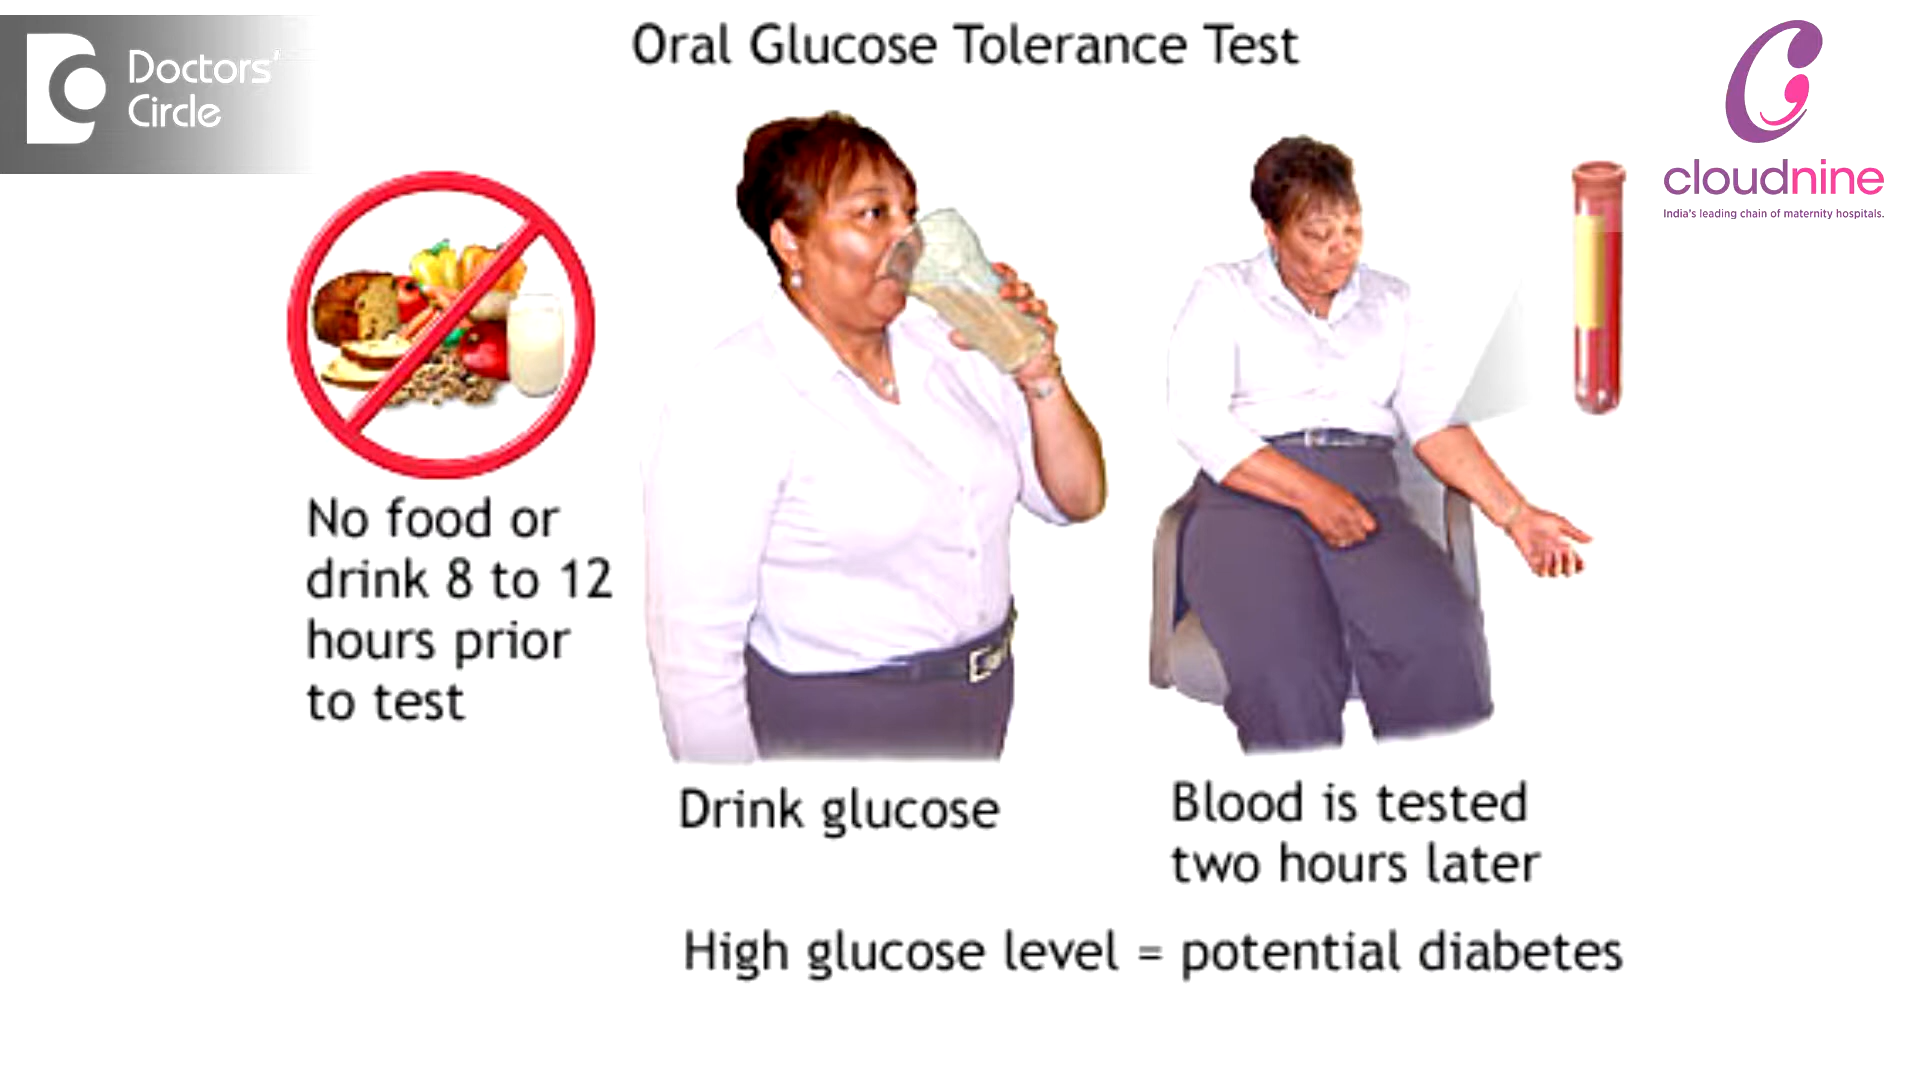 Oral Glucose Tolerance Test
Doctors'
Circle
cloudnine
India's leading chain of maternity hospitals.
No food or
drink 8 to 12
hours prior
to test
Drink glucose
Blood is tested
two hours later
High glucose level = potential diabetes